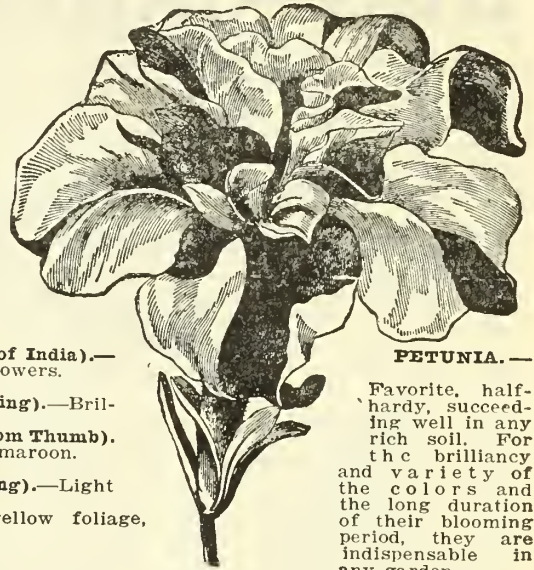 of India).—
owers.
ing).—Bril-
om Thumb).
maroon.
ng).—Light
ellow foliage,
PETUNIA.—
Favorite, half-
hardy, succeed-
ing well in any
rich soil. For
the brilliancy
and variety of
the colors and
the long duration
of their blooming
period, they are
indispensable in
any garden